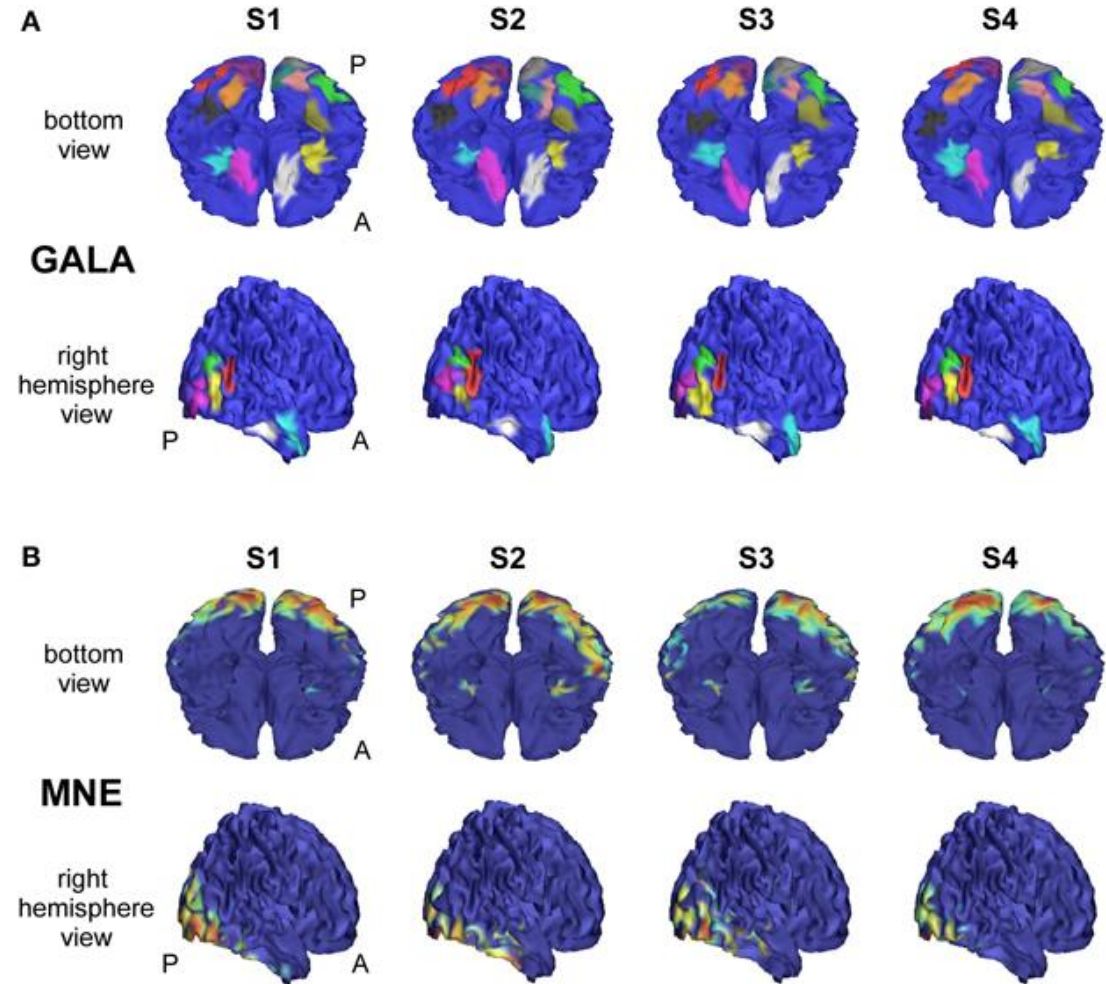 A
S1 S2 S3 S4
P
bottom
view
A
GALA
right
hemisphere
view
P A
B
S1 S2 S3 S4
P
bottom
view
A
MNE
right
hemisphere
view
P A